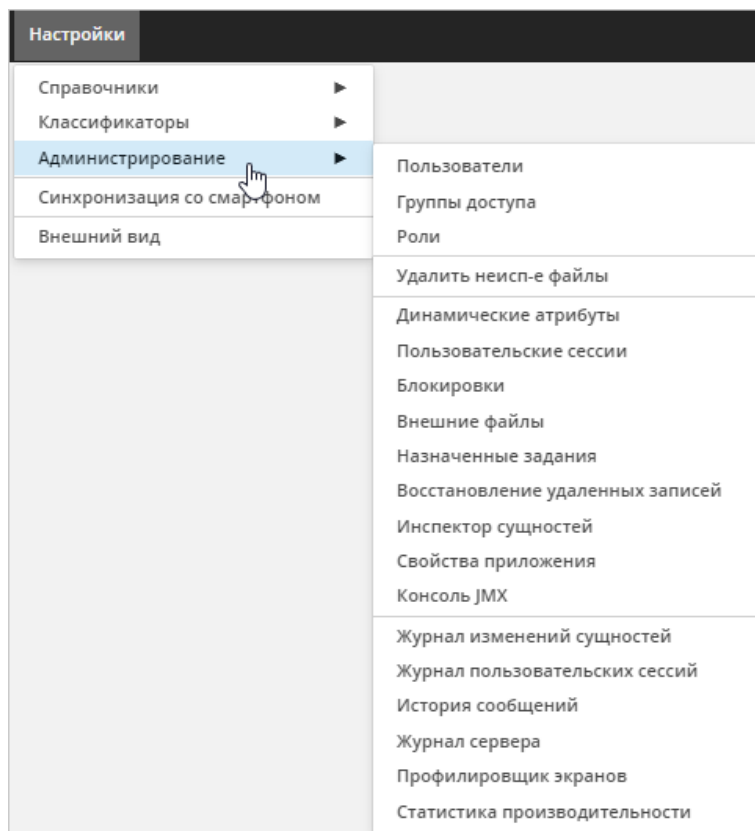 Настройки
Справочники
Классификаторы
Администрирование
Синхронизация со смартфоном
Внешний вид
Пользователи
Группы доступа
Роли
Удалить неисп-е файлы
Динамические атрибуты
Пользовательские сессии
Блокировки
Внешние файлы
Назначенные задания
Восстановление удаленных записей
Инспектор сущностей
Свойства приложения
Консоль JMX
Журнал изменений сущностей
Журнал пользовательских сессий
История сообщений
Журнал сервера
Профилировщик экранов
Статистика производительности